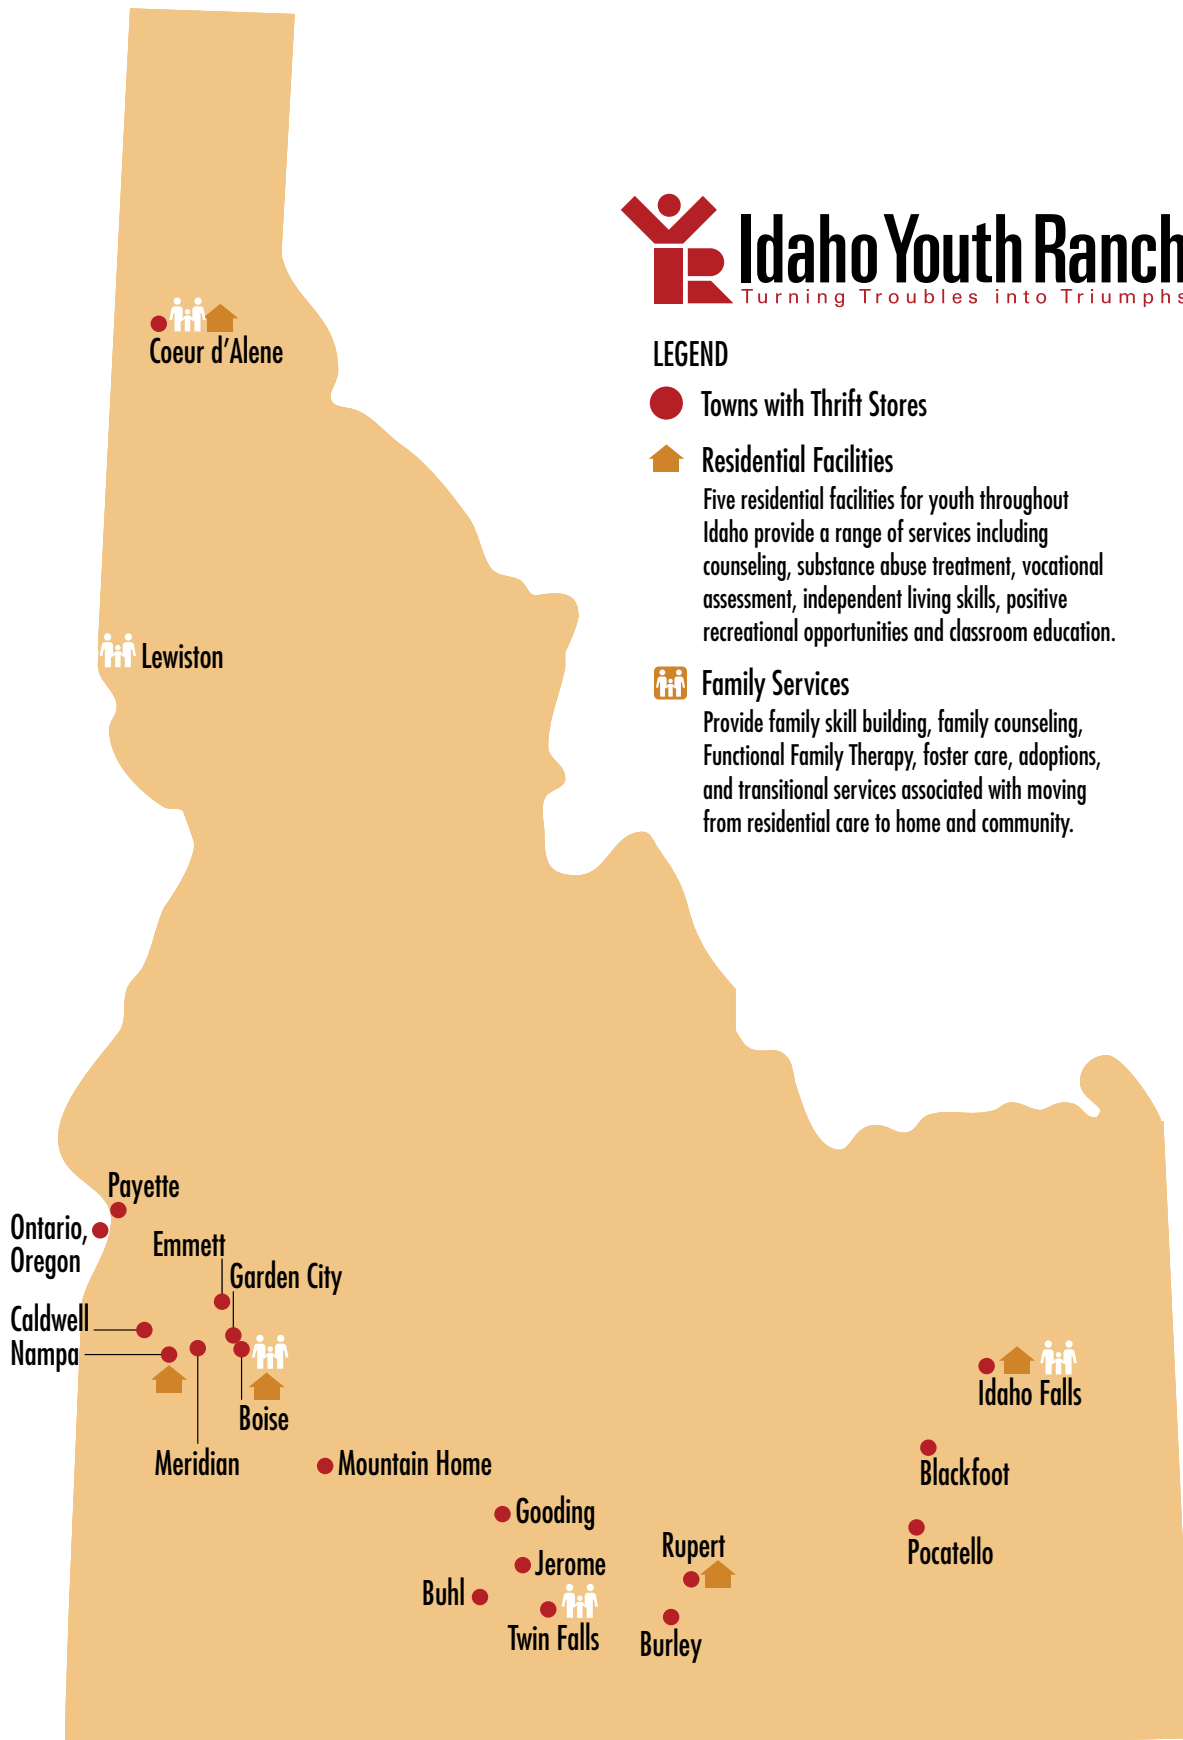 Idaho Youth Ranch
Turning Troubles into Triumphs
LEGEND
Towns with Thrift Stores
Residential Facilities
Five residential facilities for youth throughout
Idaho provide a range of services including
counseling, substance abuse treatment, vocational
assessment, independent living skills, positive
recreational opportunities and classroom education.
Family Services
Provide family skill building, family counseling,
Functional Family Therapy, foster care, adoptions,
and transitional services associated with moving
from residential care to home and community.
Coeur d’Alene
Lewiston
Payette
Ontario,
Oregon
Emmett
Garden City
Caldwell
Nampa
Boise
Meridian
Mountain Home
Gooding
Jerome
Buhl
Twin Falls
Rupert
Burley
Idaho Falls
Blackfoot
Pocatello